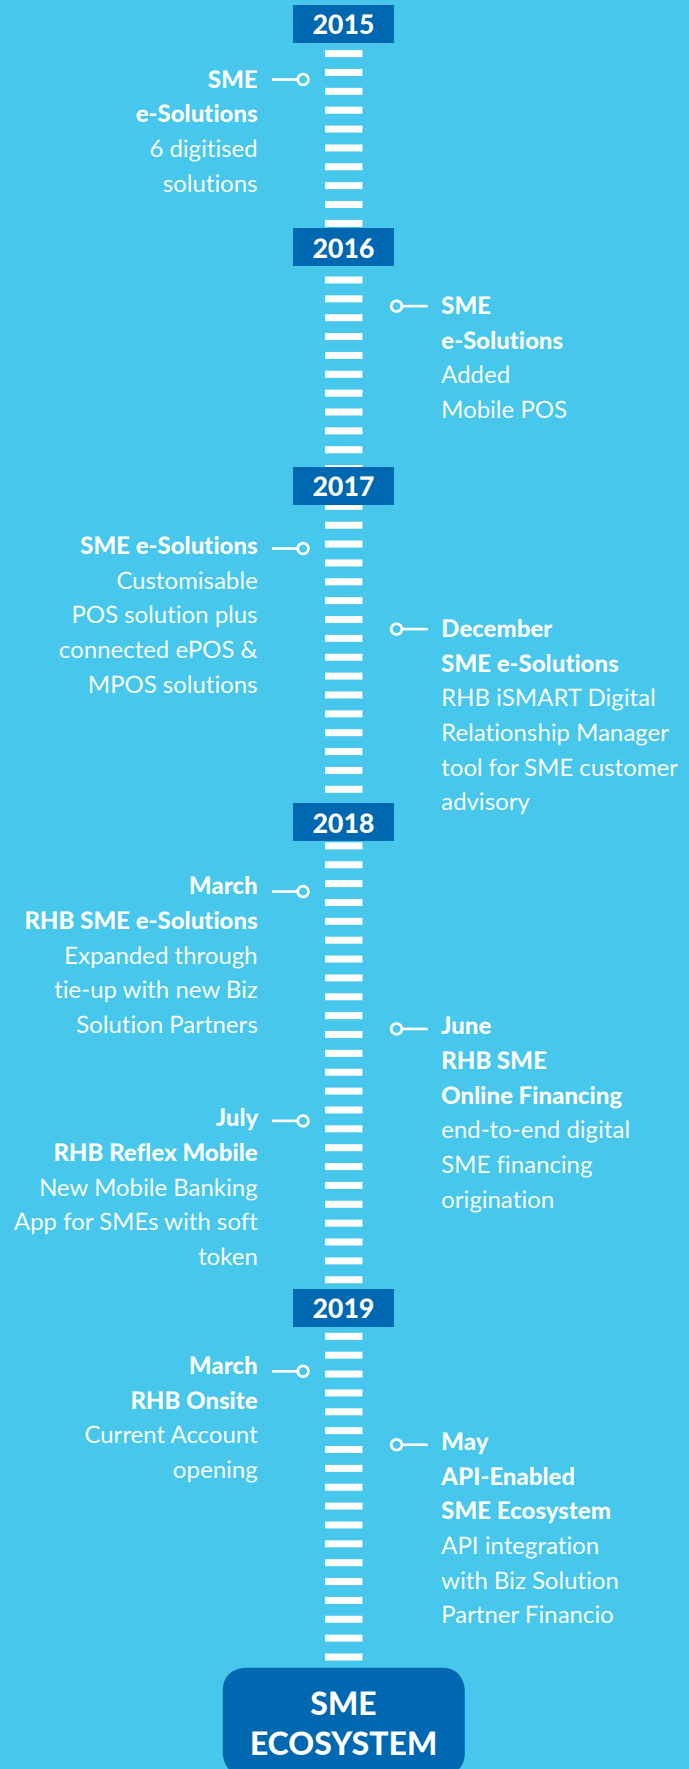 2015
SME
e-Solutions
6 digitised
solutions
2016
SME
e-Solutions
Added
Mobile POS
2017
SME e-Solutions
Customisable
POS solution plus
connected ePOS &
MPOS solutions
December
SME e-Solutions
RHB iSMART Digital
Relationship Manager
tool for SME customer
advisory
2018
March
RHB SME e-Solutions
Expanded through
tie-up with new Biz
Solution Partners
June
RHB SME
Online Financing
end-to-end digital
SME financing
origination
July
RHB Reflex Mobile
New Mobile Banking
App for SMEs with soft
token
2019
March
RHB Onsite
Current Account
opening
May
API-Enabled
SME Ecosystem
API integration
with Biz Solution
Partner Financio
SME
ECOSYSTEM